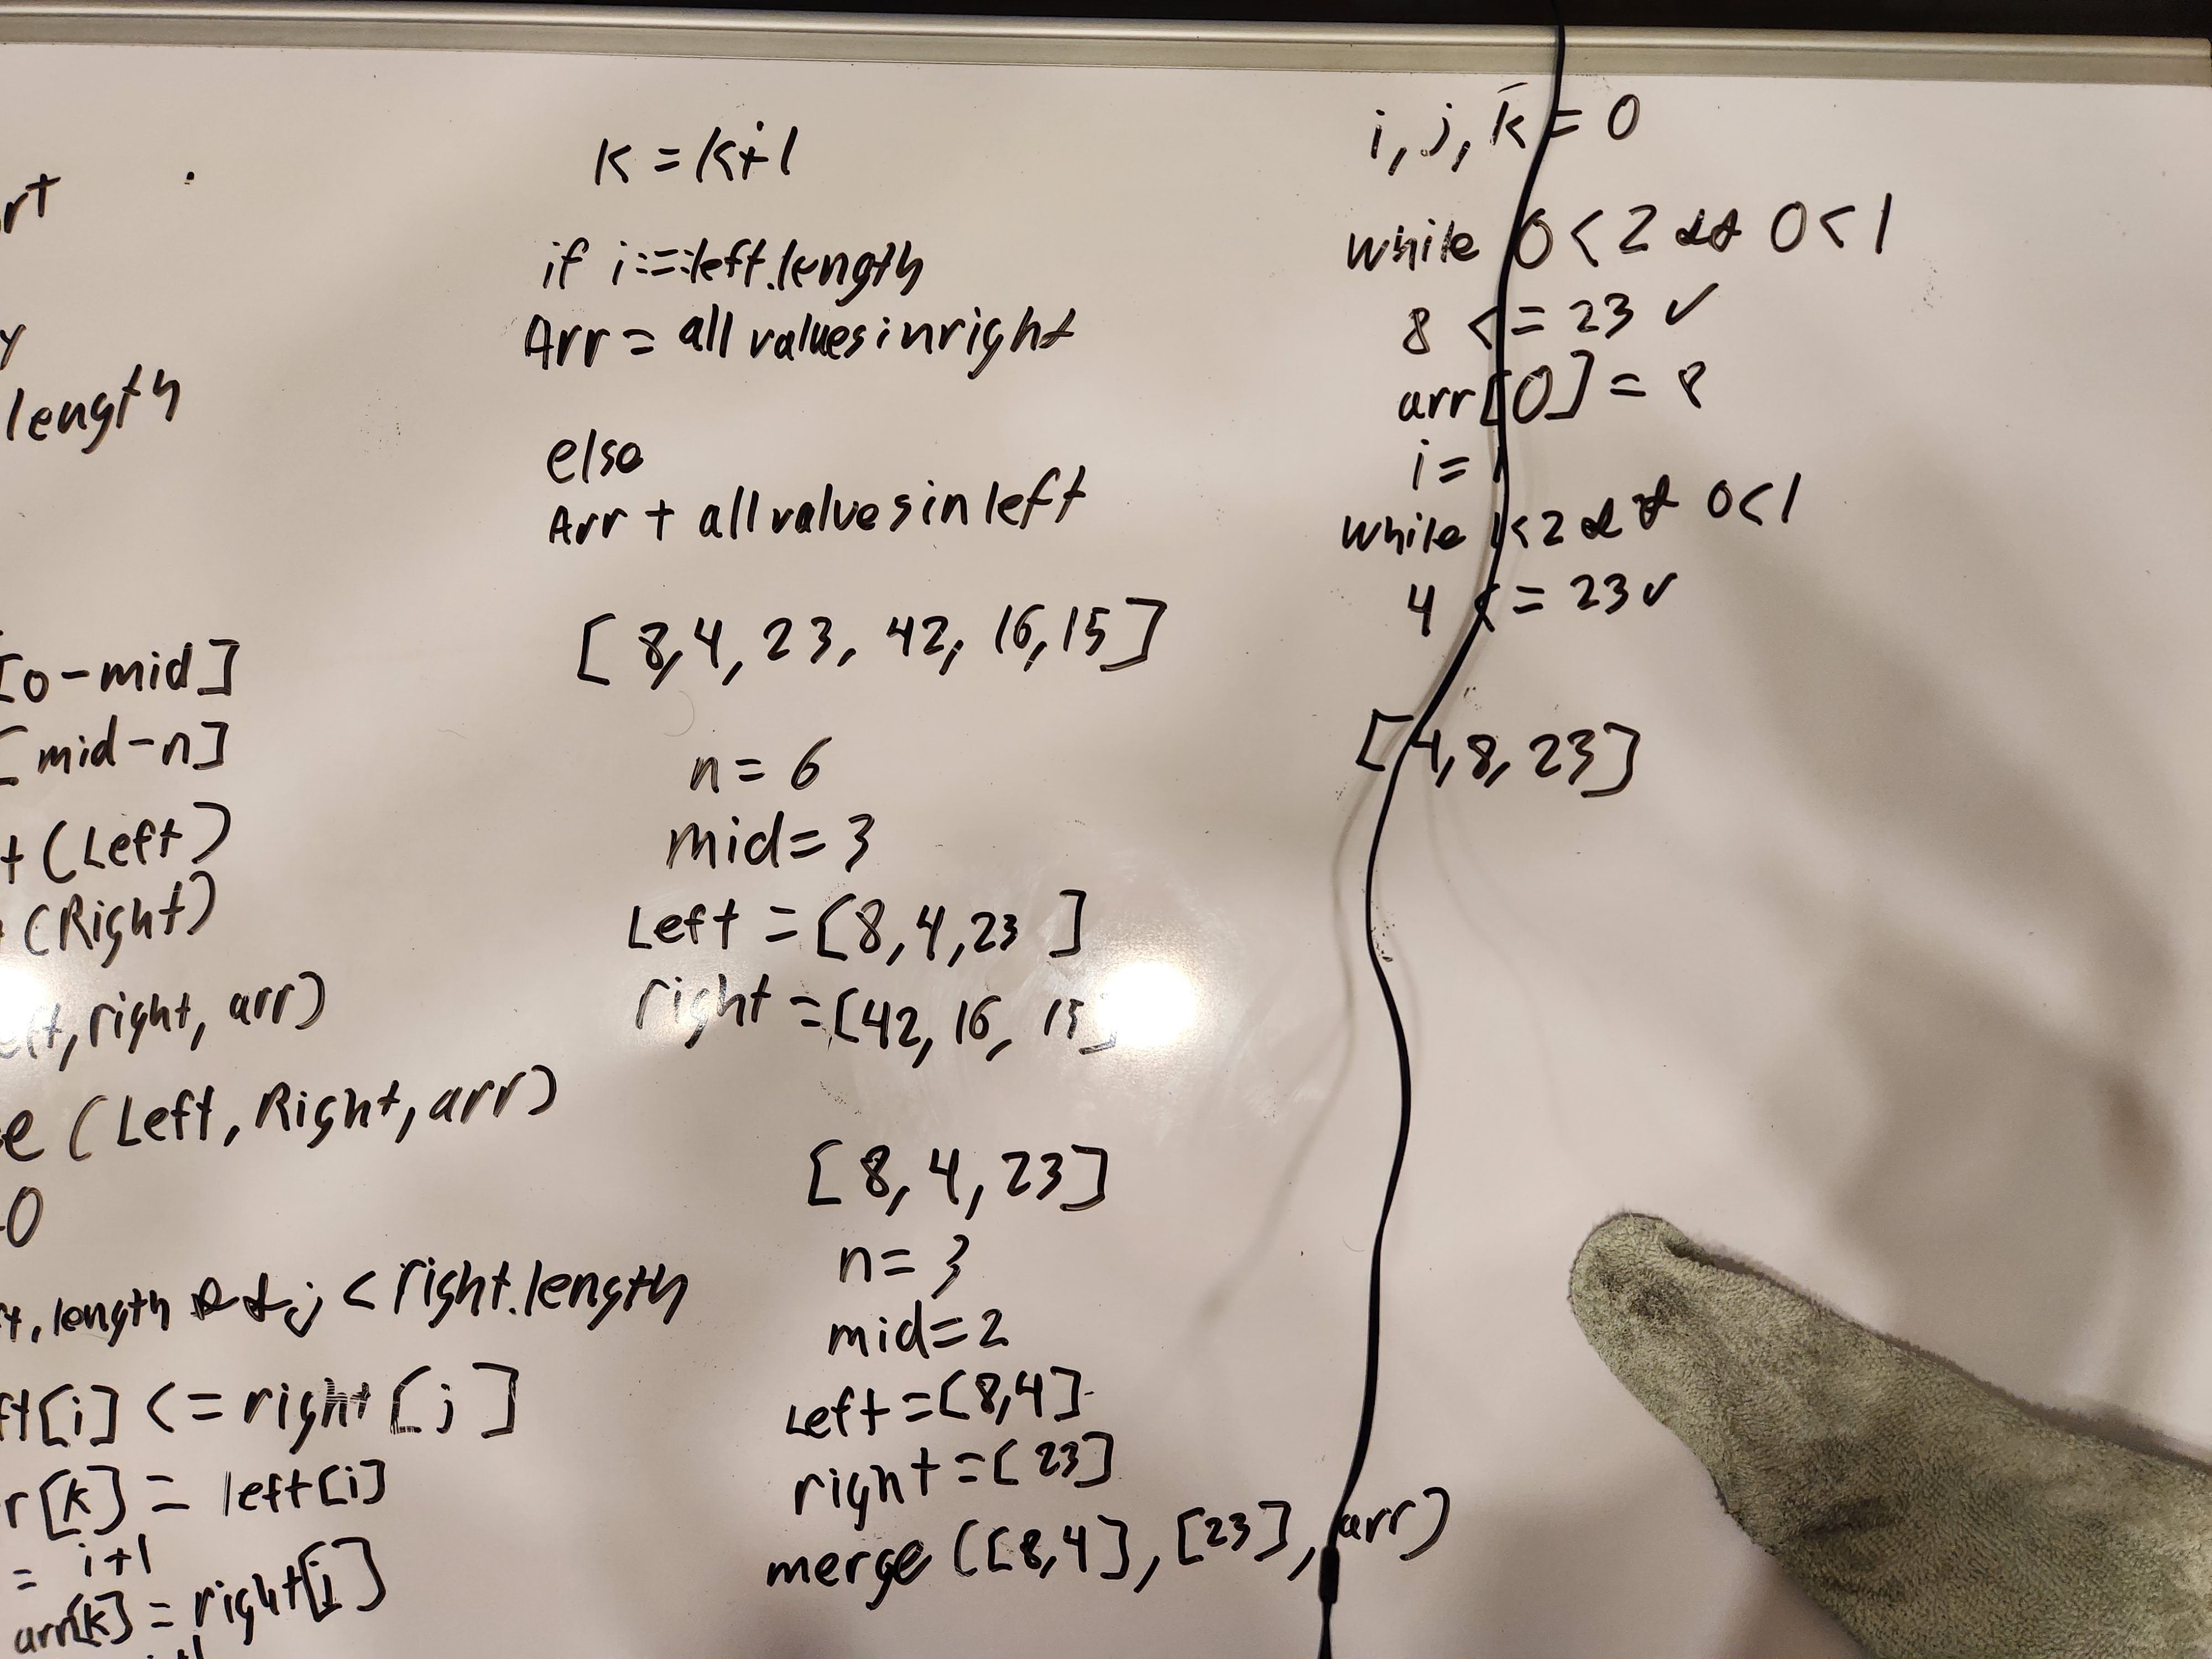 rt
y
length
[0-mid]
[mid-n]
t (Left)
(Right)
ft, right, arr)
e (Left, Right, arr)
0
ft.length && j < right.length
ft[i] <= right[j]
r[k] = left[i]
= i+1
arr[k] = right[j]
k = k+1
if i == left.length
Arr = all values in right
else
Arr + all values in left
[8,4, 23, 42, 16, 15]
n = 6
mid = 3
Left = [8,4,23 ]
right = [42, 16, 15]
[8, 4, 23]
n = 3
mid=2
Left = [8,4]
right = [23]
merge ([8,4], [23], arr)
i, j, k = 0
while 0 < 2 && 0 < 1
8 <= 23 ✓
arr[0] = 8
i = 1
while 1 < 2 && 0 < 1
4 <= 23 ✓
[4, 8, 23]